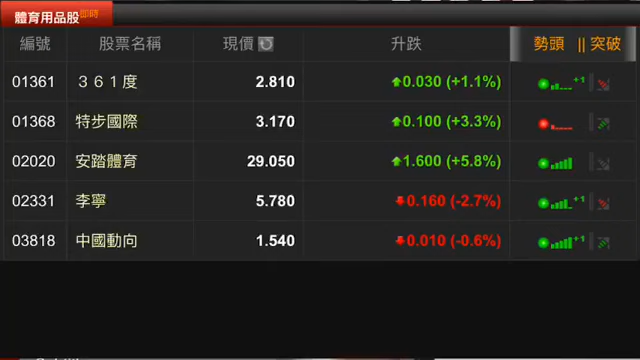 體育用品股即時
編號 股票名稱 現價 升跌 勢頭 || 突破
01361 361度 2.810 0.030 (+1.1%) +1
01368 特步國際 3.170 0.100 (+3.3%)
02020 安踏體育 29.050 1.600 (+5.8%)
02331 李寧 5.780 0.160 (-2.7%) +1
03818 中國動向 1.540 0.010 (-0.6%) +1